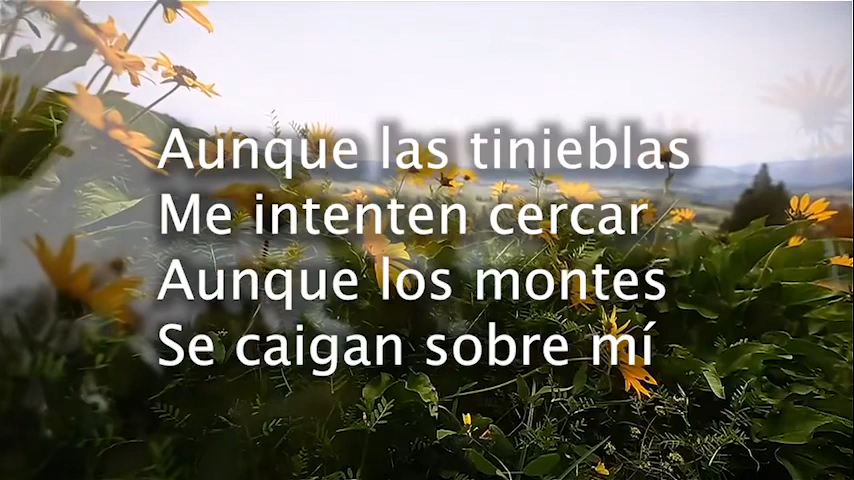 Aunque las tinieblas
Me intenten cercar
Aunque los montes
Se caigan sobre mí